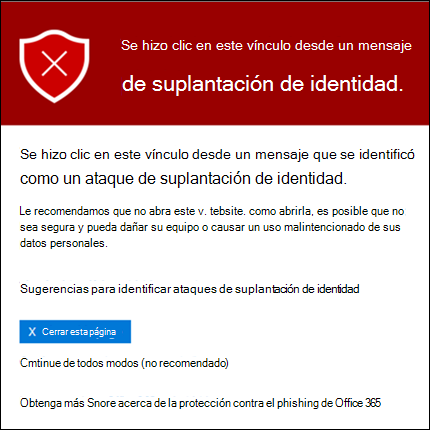 Se hizo clic en este vínculo desde un mensaje
de suplantación de identidad.
Se hizo clic en este vínculo desde un mensaje que se identificó
como un ataque de suplantación de identidad.
Le recomendamos que no abra este v. tebsite. como abrirla, es posible que no
sea segura y pueda dañar su equipo o causar un uso malintencionado de sus
datos personales.
Sugerencias para identificar ataques de suplantación de identidad
X Cerrar esta página
Cmtinue de todos modos (no recomendado)
Obtenga más Snore acerca de la protección contra el phishing de Office 365